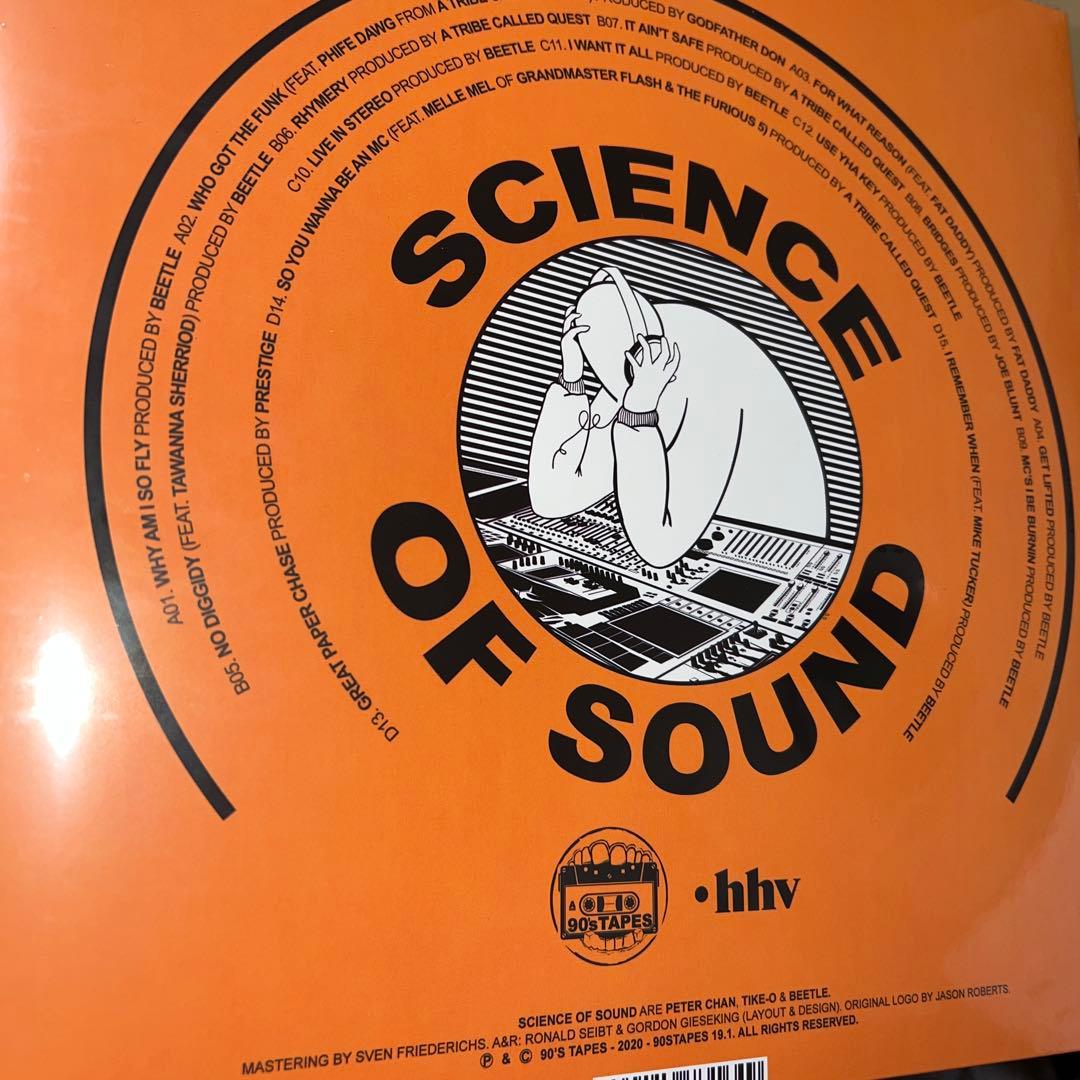 A01. WHY AM I SO FLY PRODUCED BY BEETLE A02. WHO GOT THE FUNK (FEAT. PHIFE DAWG FROM A TRIBE PRODUCED BY GODFATHER DON A03. FOR WHAT REASON (FEAT. FAT DADDY) PRODUCED BY FAT DADDY A04. GET LIFTED PRODUCED BY BEETLE
B05. NO DIGGIDY (FEAT. TAWANNA SHERRIOD) PRODUCED BY BEETLE B06. RHYMERY PRODUCED BY A TRIBE CALLED QUEST B07. IT AIN'T SAFE PRODUCED BY A TRIBE CALLED QUEST B08. BRIDGES PRODUCED BY JOE BLUNT B09. MC'S I BE BURNIN PRODUCED BY BEETLE
C10. LIVE IN STEREO PRODUCED BY BEETLE C11. I WANT IT ALL PRODUCED BY BEETLE C12. USE YHA KEY PRODUCED BY BEETLE
D13. GREAT PAPER CHASE PRODUCED BY PRESTIGE D14. SO YOU WANNA BE AN MC (FEAT. MELLE MEL OF GRANDMASTER FLASH & THE FURIOUS 5) PRODUCED BY A TRIBE CALLED QUEST D15. I REMEMBER WHEN (FEAT. MIKE TUCKER) PRODUCED BY BEETLE
SCIENCE
OF SOUND
A
90'sTAPES
•hhv
SCIENCE OF SOUND ARE PETER CHAN, TIKE-O & BEETLE.
MASTERING BY SVEN FRIEDERICHS. A&R: RONALD SEIBT & GORDON GIESEKING (LAYOUT & DESIGN). ORIGINAL LOGO BY JASON ROBERTS.
℗ & © 90'S TAPES - 2020 - 90STAPES 19.1. ALL RIGHTS RESERVED.